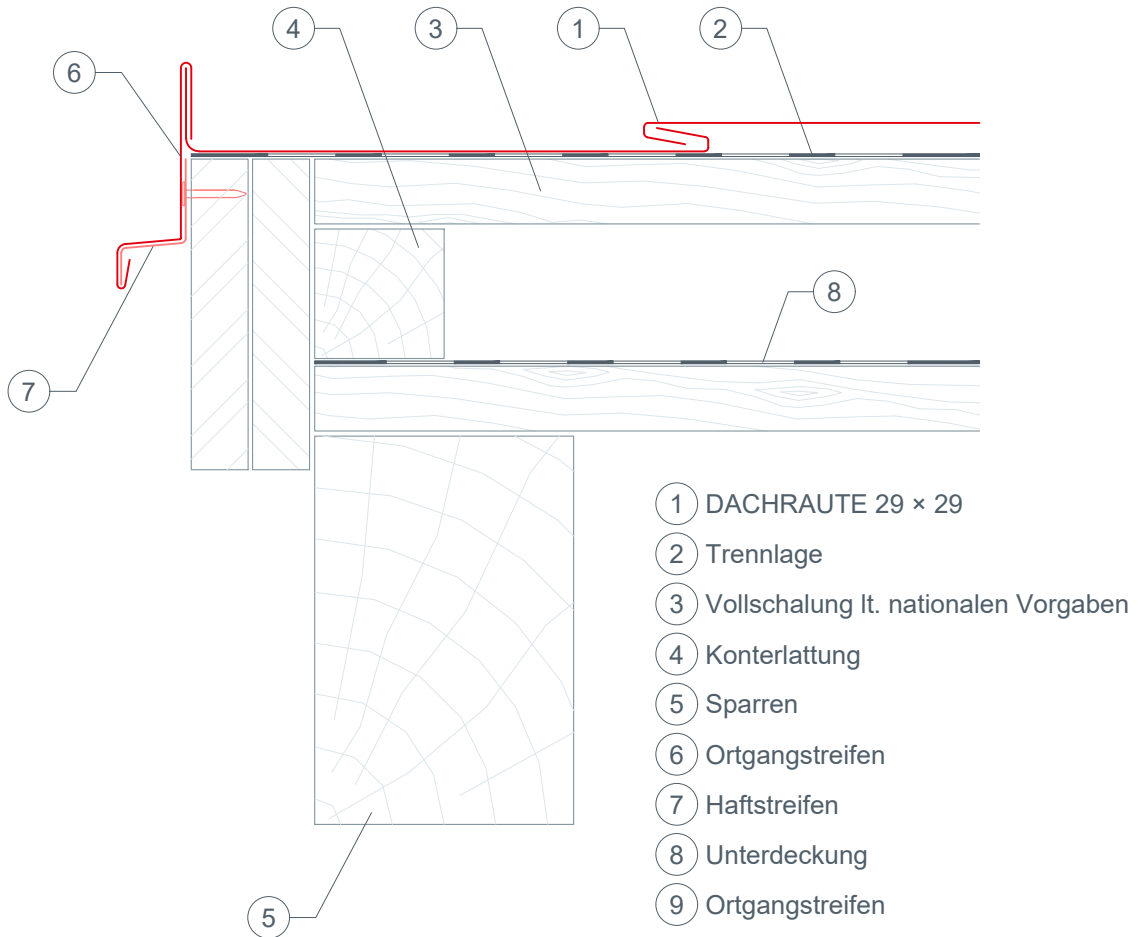 4 3 1 2
6
8
7
1 DACHRAUTE 29 × 29
2 Trennlage
3 Vollschalung lt. nationalen Vorgaben
4 Konterlattung
5 Sparren
6 Ortgangstreifen
7 Haftstreifen
8 Unterdeckung
9 Ortgangstreifen
5